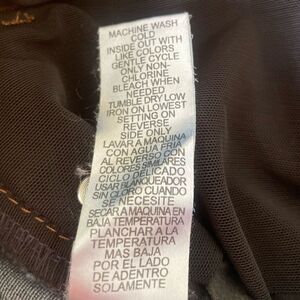 MACHINE WASH
COLD
INSIDE OUT WITH
LIKE COLORS
GENTLE CYCLE
ONLY NON-
CHLORINE
BLEACH WHEN
NEEDED
TUMBLE DRY LOW
IRON ON LOWEST
SETTING ON
REVERSE
SIDE ONLY
LAVAR A MAQUINA
CON AGUA FRIA
AL REVERSO CON
COLORES SIMILARES
CICLO DELICADO
USAR BLANQUEADOR
SIN CLORO CUANDO
SE NECESITE
SECAR A MAQUINA EN
BAJA TEMPERATURA
PLANCHAR A LA
TEMPERATURA
MAS BAJA
POR EL LADO
DE ADENTRO
SOLAMENTE